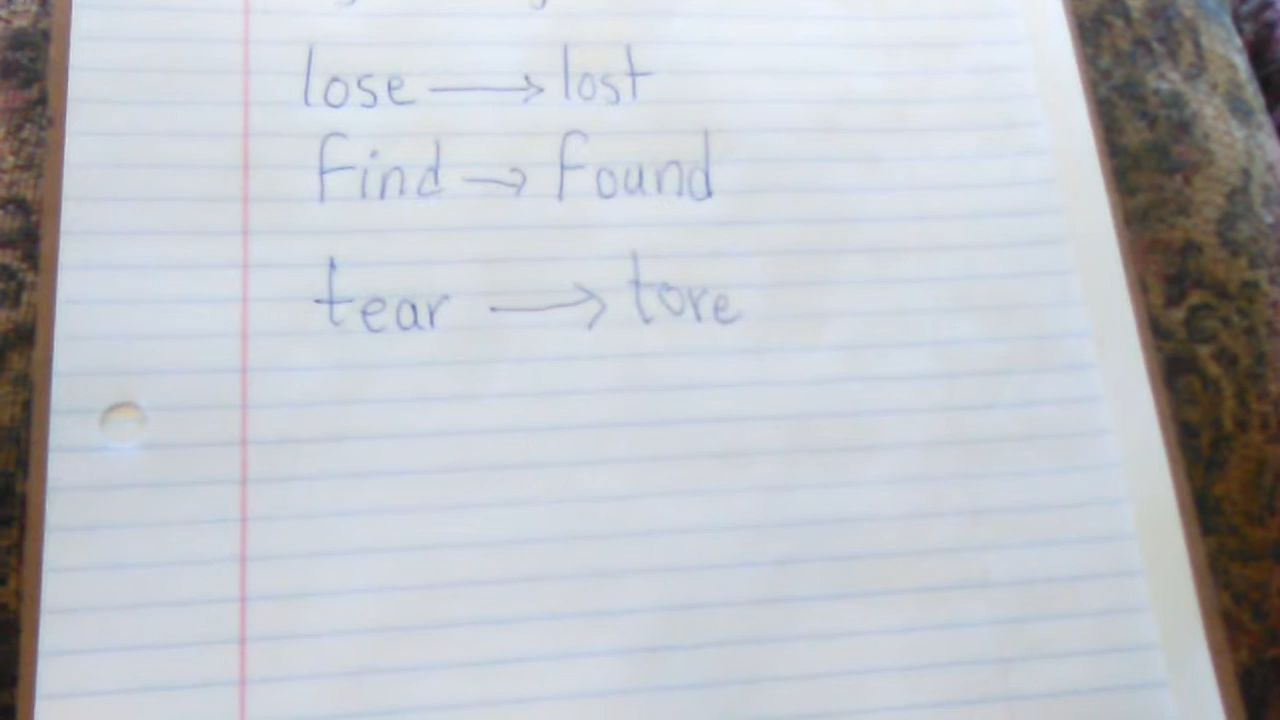 lose → lost
find → found
tear → tore